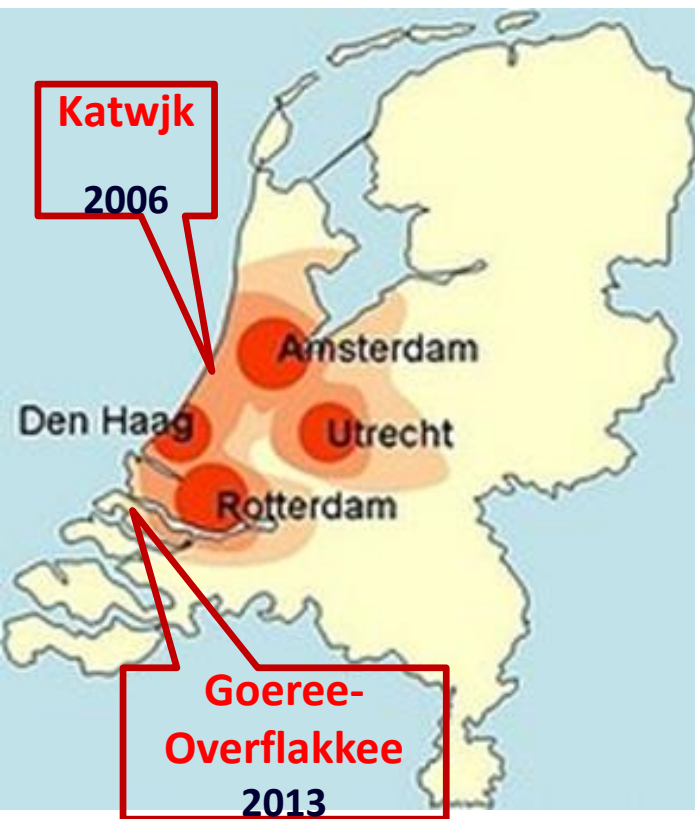 Katwjk
2006
Amsterdam
Den Haag
Utrecht
Rotterdam
Goeree-
Overflakkee
2013